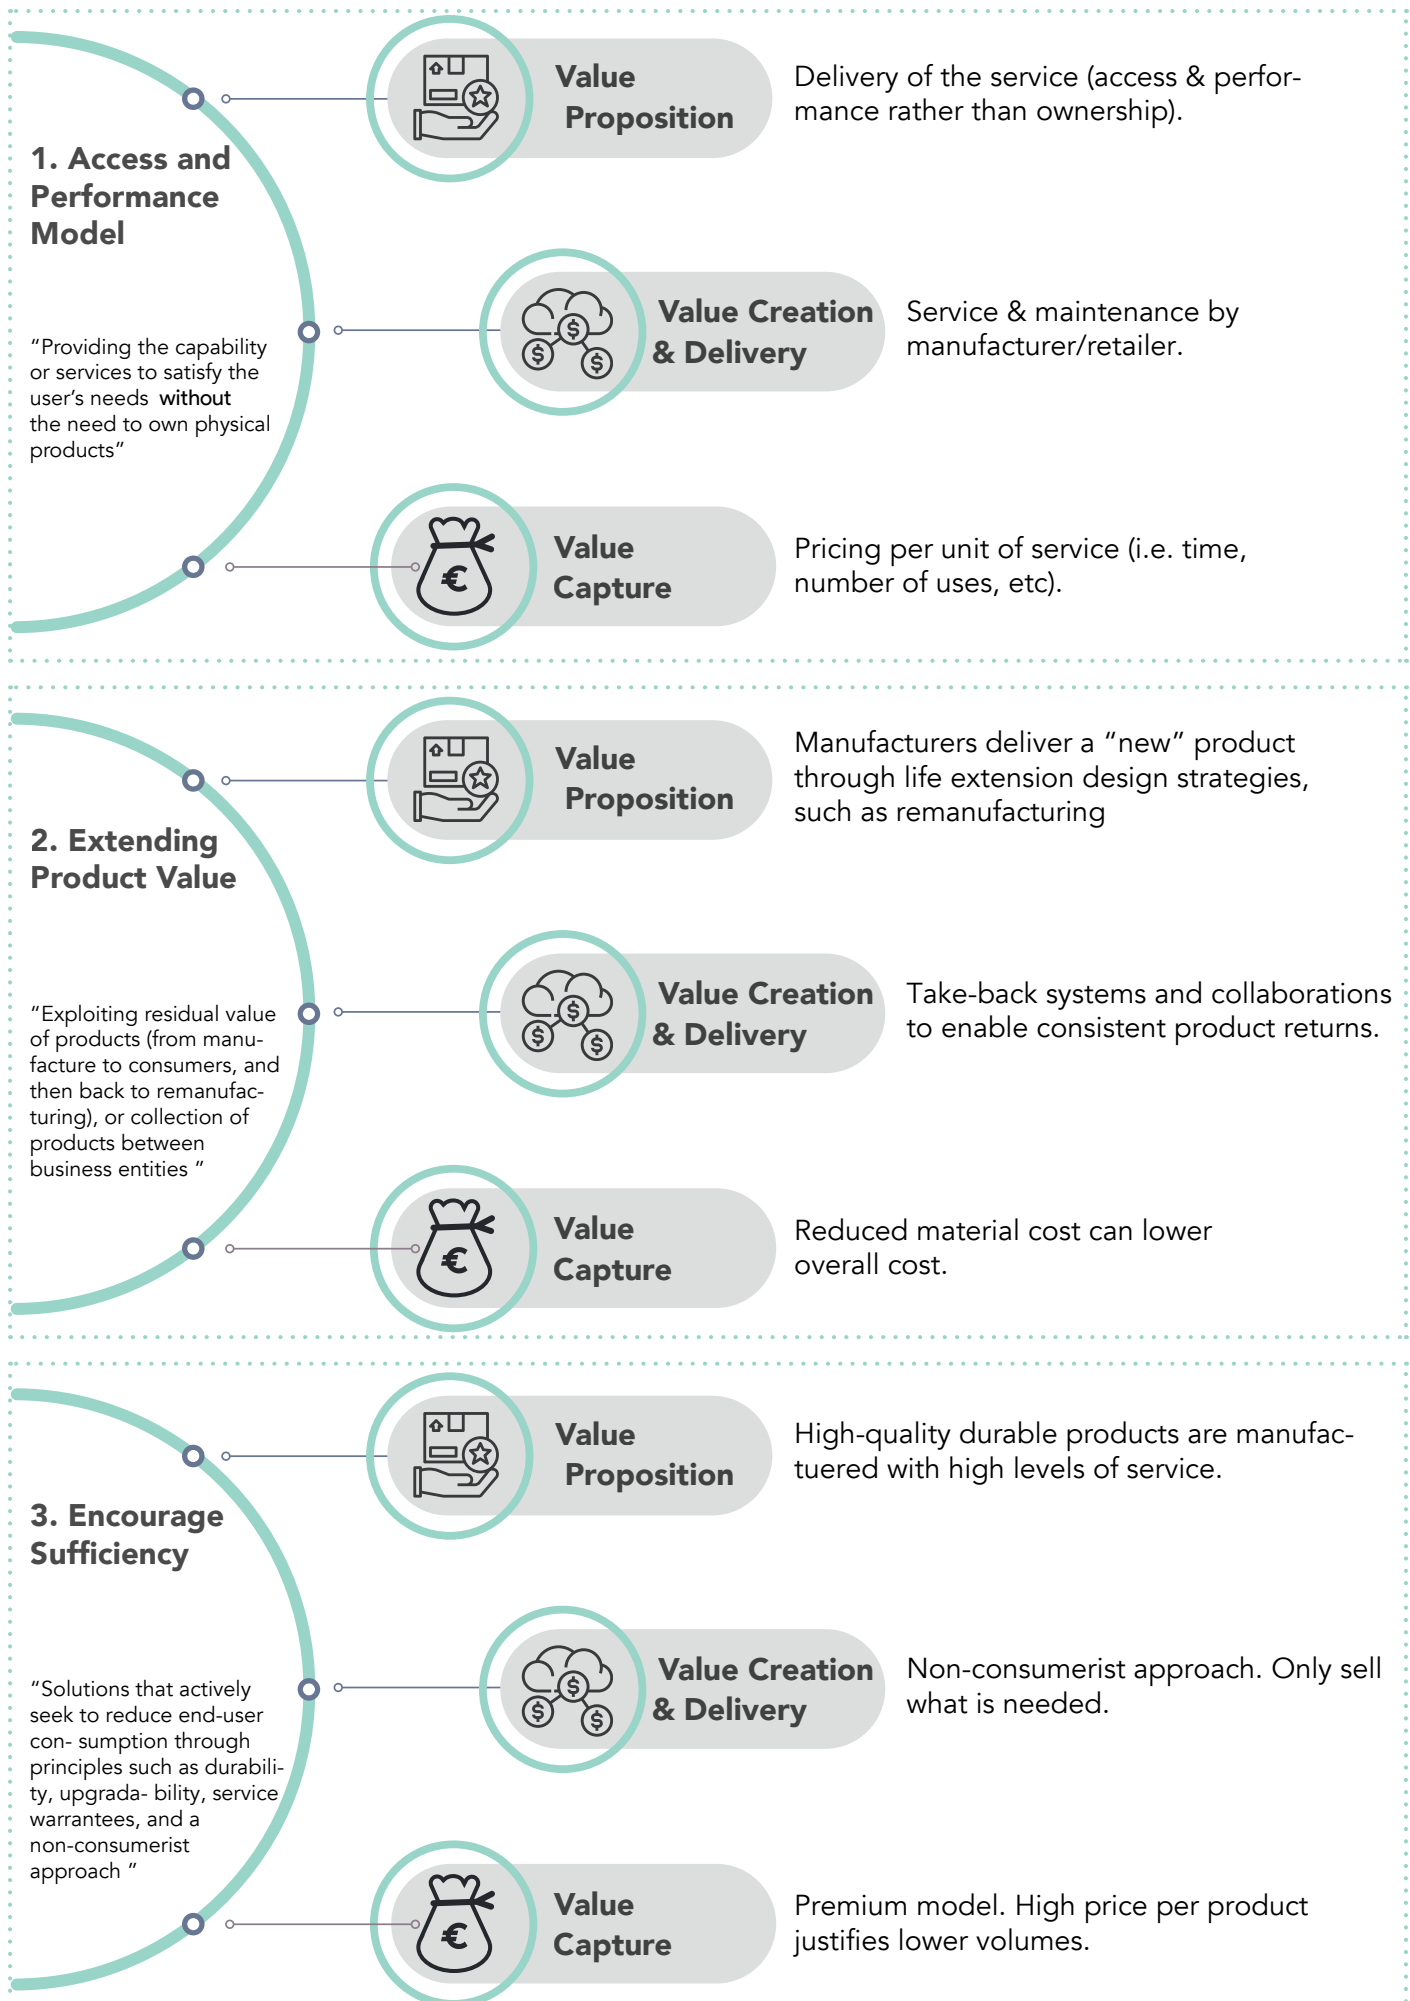 1. Access and
Performance
Model
“Providing the capability
or services to satisfy the
user’s needs without
the need to own physical
products”
Value
Proposition
Delivery of the service (access & perfor-
mance rather than ownership).
$
$
$
Value Creation
& Delivery
Service & maintenance by
manufacturer/retailer.
€
Value
Capture
Pricing per unit of service (i.e. time,
number of uses, etc).
2. Extending
Product Value
“Exploiting residual value
of products (from manu-
facture to consumers, and
then back to remanufac-
turing), or collection of
products between
business entities ”
Value
Proposition
Manufacturers deliver a “new” product
through life extension design strategies,
such as remanufacturing
$
$
$
Value Creation
& Delivery
Take-back systems and collaborations
to enable consistent product returns.
€
Value
Capture
Reduced material cost can lower
overall cost.
3. Encourage
Sufficiency
“Solutions that actively
seek to reduce end-user
con- sumption through
principles such as durabili-
ty, upgrada- bility, service
warrantees, and a
non-consumerist
approach ”
Value
Proposition
High-quality durable products are manufac-
tuered with high levels of service.
$
$
$
Value Creation
& Delivery
Non-consumerist approach. Only sell
what is needed.
€
Value
Capture
Premium model. High price per product
justifies lower volumes.